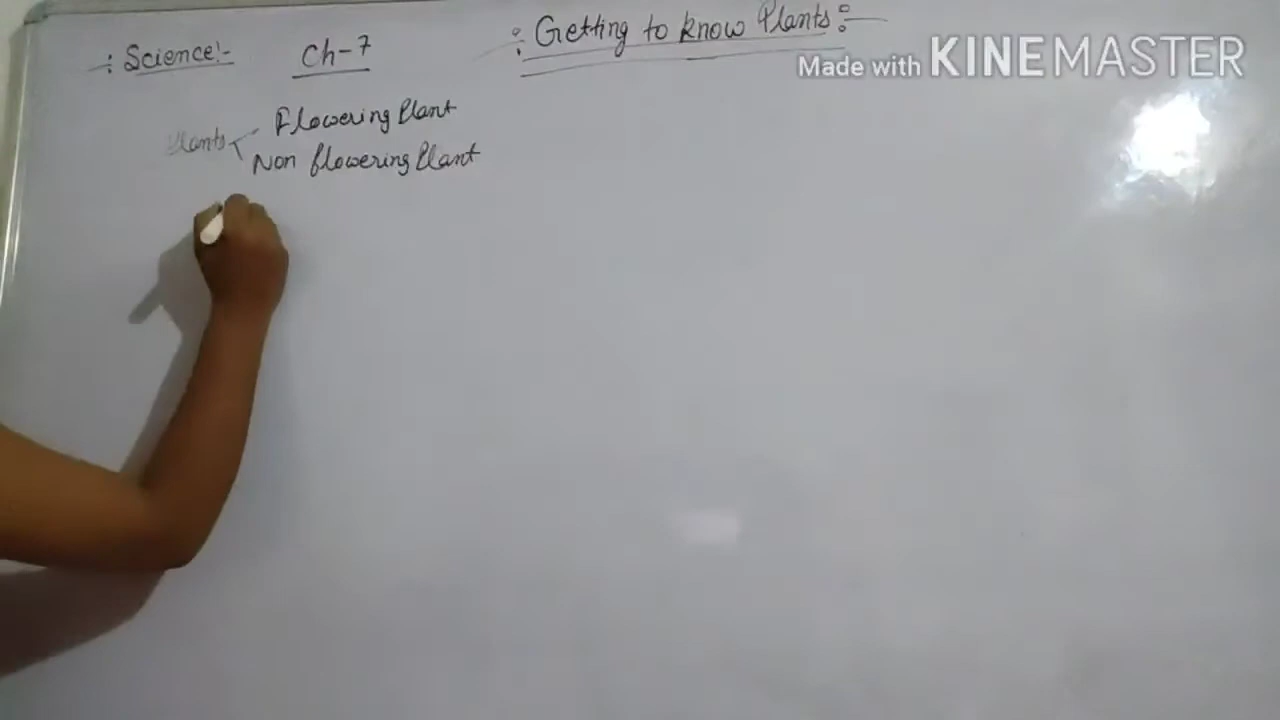 : Science:- Ch-7 : Getting to know Plants :-
Made with KINEMASTER
Plants
Flowering Plant
Non flowering Plant